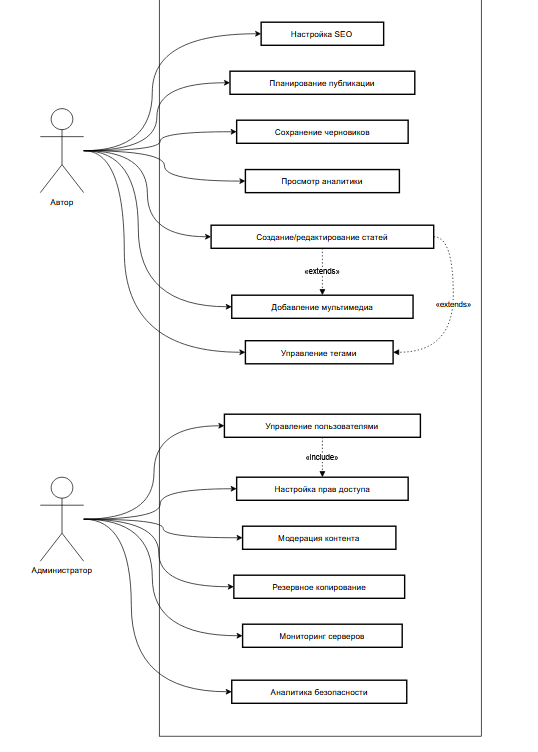 Настройка SEO
Планирование публикации
Сохранение черновиков
Просмотр аналитики
Автор
Создание/редактирование статей
«extends»
«extends»
Добавление мультимедиа
Управление тегами
Управление пользователями
«include»
Настройка прав доступа
Модерация контента
Администратор
Резервное копирование
Мониторинг серверов
Аналитика безопасности